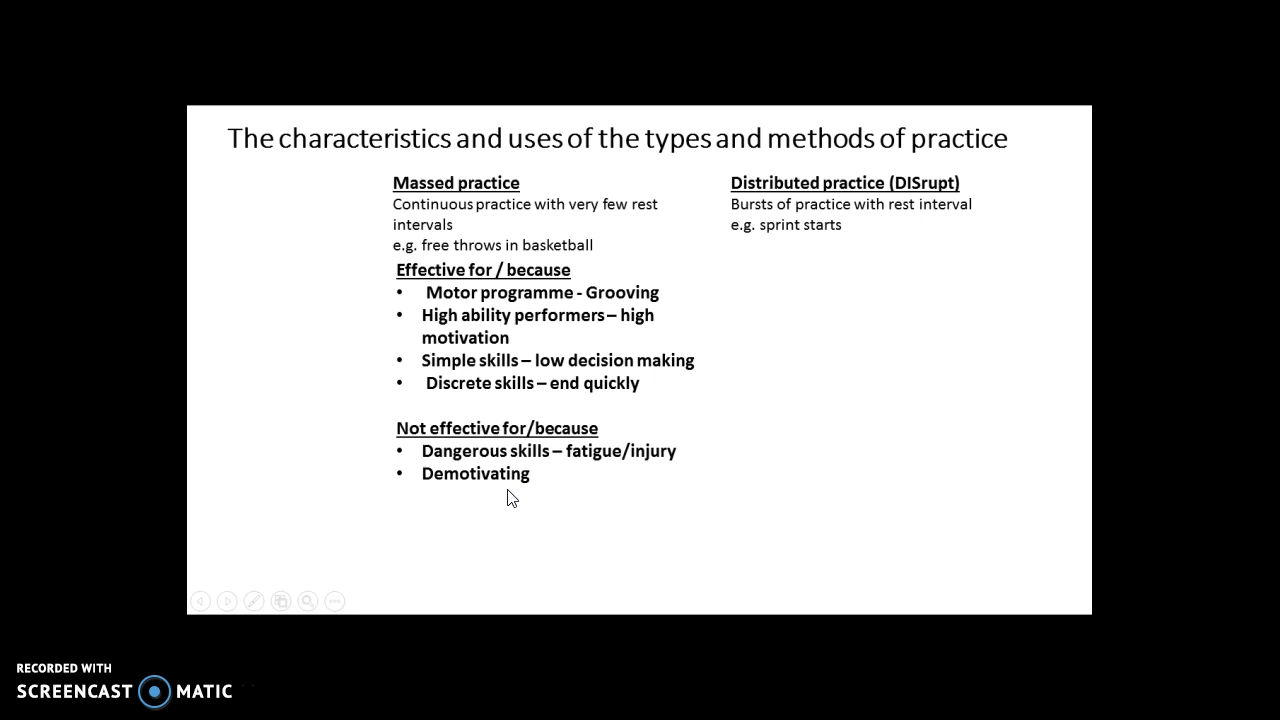 The characteristics and uses of the types and methods of practice
Massed practice
Continuous practice with very few rest
intervals
e.g. free throws in basketball
Effective for / because
• Motor programme - Grooving
• High ability performers – high
motivation
• Simple skills – low decision making
• Discrete skills – end quickly
Not effective for/because
• Dangerous skills – fatigue/injury
• Demotivating
Distributed practice (DISrupt)
Bursts of practice with rest interval
e.g. sprint starts
RECORDED WITH
SCREENCAST MATIC